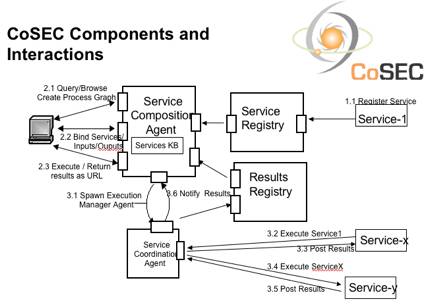 CoSEC Components and
Interactions
CoSEC
2.1 Query/Browse
Create Process Graph
Service
Composition
Agent
Services KB
Service
Registry
1.1 Register Service
Service-1
2.2 Bind Services/
Inputs/Ouputs
2.3 Execute / Return
results as URL
Results
Registry
3.1 Spawn Execution
Manager Agent
3.6 Notify Results
Service
Coordination
Agent
3.2 Execute Service1
3.3 Post Results
Service-x
3.4 Execute ServiceX
3.5 Post Results
Service-y